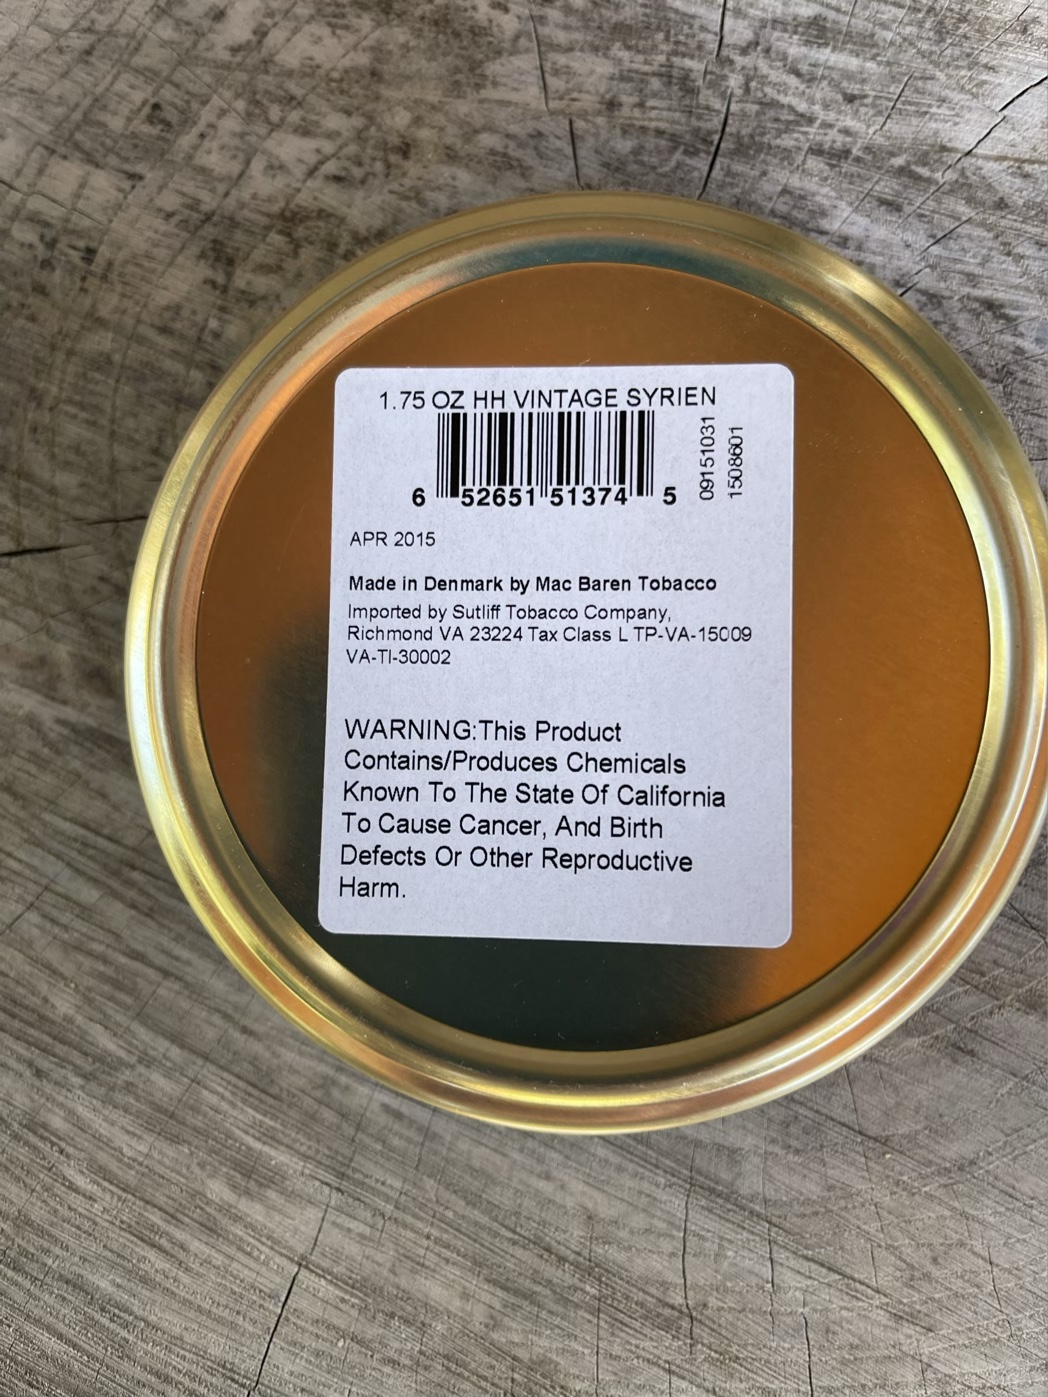 1.75 OZ HH VINTAGE SYRIEN
6 52651 51374 5
09151031
1508601
APR 2015
Made in Denmark by Mac Baren Tobacco
Imported by Sutliff Tobacco Company,
Richmond VA 23224 Tax Class L TP-VA-15009
VA-TI-30002
WARNING:This Product
Contains/Produces Chemicals
Known To The State Of California
To Cause Cancer, And Birth
Defects Or Other Reproductive
Harm.